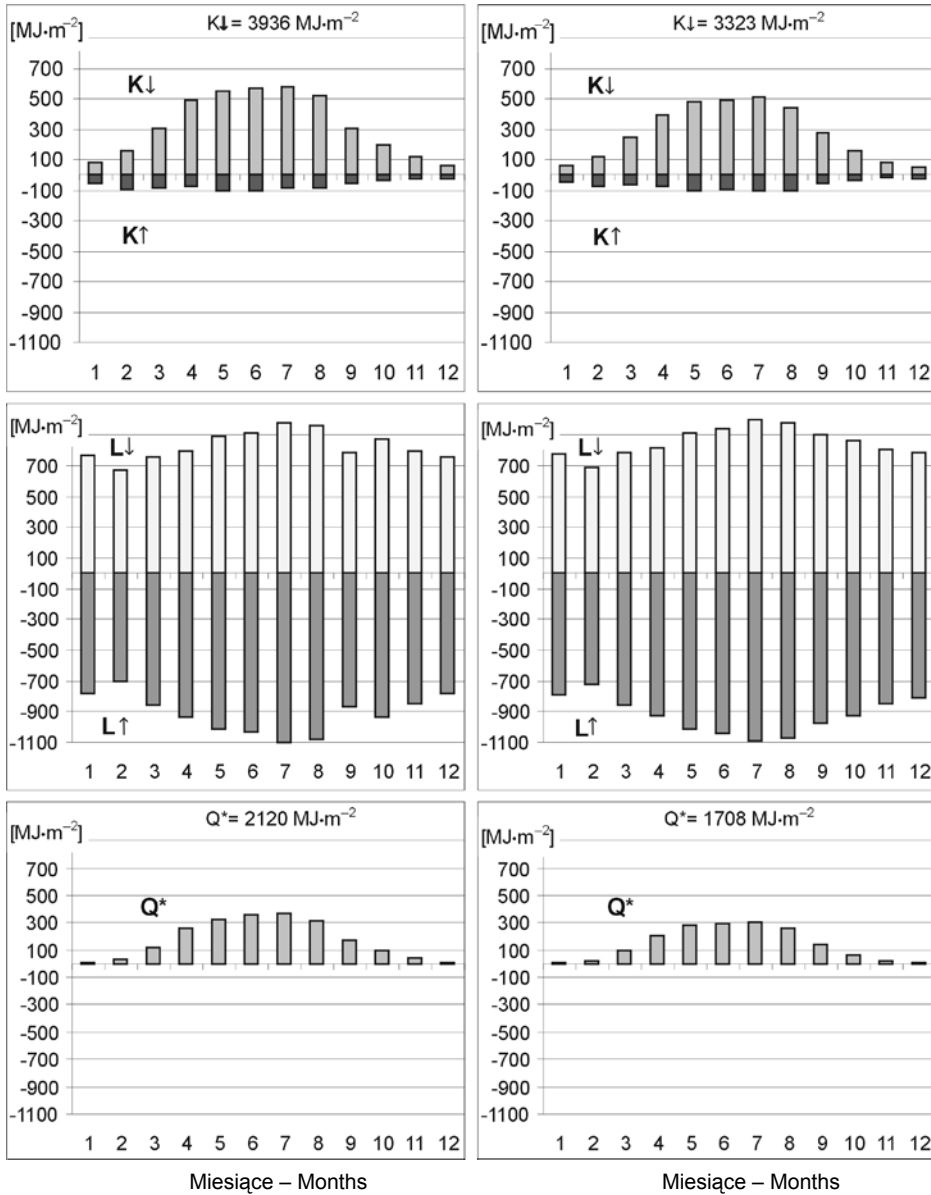 [MJ·m⁻²]
K↓= 3936 MJ·m⁻²
700
500
300
100
-100
-300
-500
-700
-900
-1100
K↓
K↑
1 2 3 4 5 6 7 8 9 10 11 12
[MJ·m⁻²]
K↓= 3323 MJ·m⁻²
700
500
300
100
-100
-300
-500
-700
-900
-1100
K↓
K↑
1 2 3 4 5 6 7 8 9 10 11 12
[MJ·m⁻²]
700
500
300
100
-100
-300
-500
-700
-900
-1100
L↓
L↑
1 2 3 4 5 6 7 8 9 10 11 12
[MJ·m⁻²]
700
500
300
100
-100
-300
-500
-700
-900
-1100
L↓
L↑
1 2 3 4 5 6 7 8 9 10 11 12
[MJ·m⁻²]
Q*= 2120 MJ·m⁻²
700
500
300
100
-100
-300
-500
-700
-900
-1100
Q*
1 2 3 4 5 6 7 8 9 10 11 12
Miesiące – Months
[MJ·m⁻²]
Q*= 1708 MJ·m⁻²
700
500
300
100
-100
-300
-500
-700
-900
-1100
Q*
1 2 3 4 5 6 7 8 9 10 11 12
Miesiące – Months